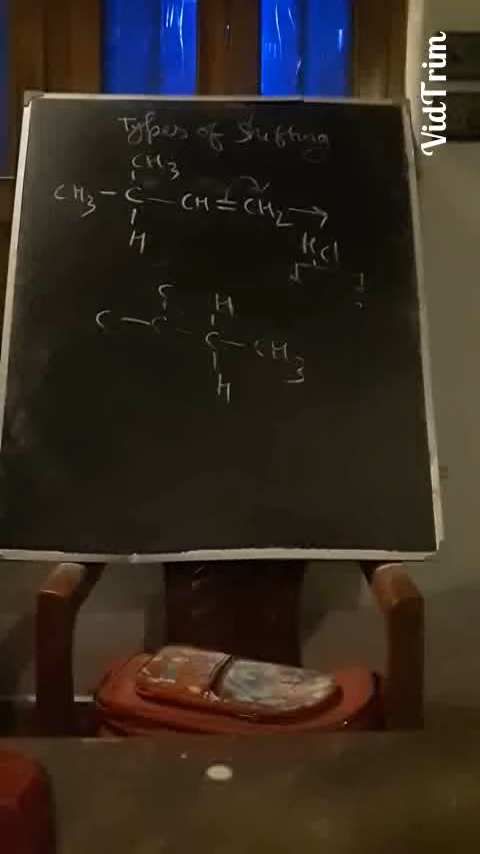 Types of Shifting
CH3
CH3 - C - CH = CH2 →
H
HCl
C H
C - C - C - CH3
H
VidTrim